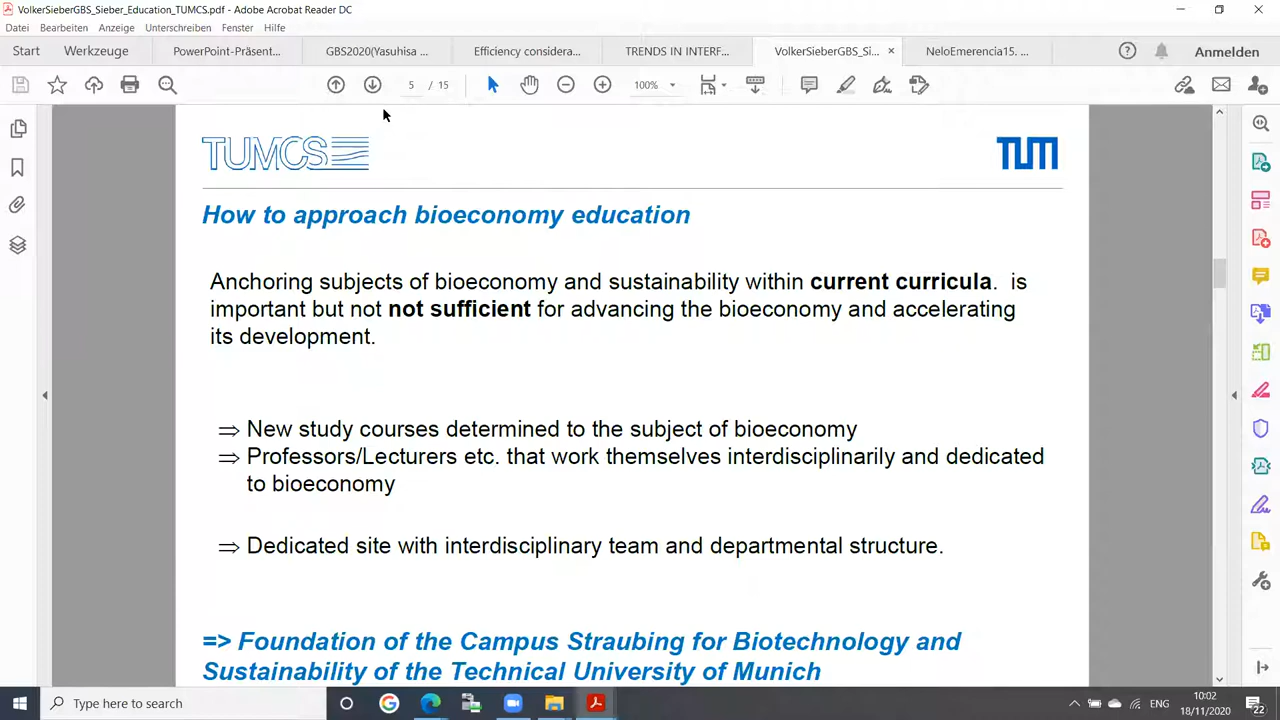 VolkerSieberGBS_Sieber_Education_TUMCS.pdf - Adobe Acrobat Reader DC
Datei Bearbeiten Anzeige Unterschreiben Fenster Hilfe
Start Werkzeuge PowerPoint-Präsent... GBS2020(Yasuhisa ... Efficiency considera... TRENDS IN INTERF... VolkerSieberGBS_Si... × NeloEmerencia15. ... Anmelden
5 / 15 100%
TUMCS TUM
How to approach bioeconomy education
Anchoring subjects of bioeconomy and sustainability within current curricula. is
important but not not sufficient for advancing the bioeconomy and accelerating
its development.
⇒ New study courses determined to the subject of bioeconomy
⇒ Professors/Lecturers etc. that work themselves interdisciplinarily and dedicated
to bioeconomy
⇒ Dedicated site with interdisciplinary team and departmental structure.
=> Foundation of the Campus Straubing for Biotechnology and
Sustainability of the Technical University of Munich
Type here to search
ENG
10:02
18/11/2020
22